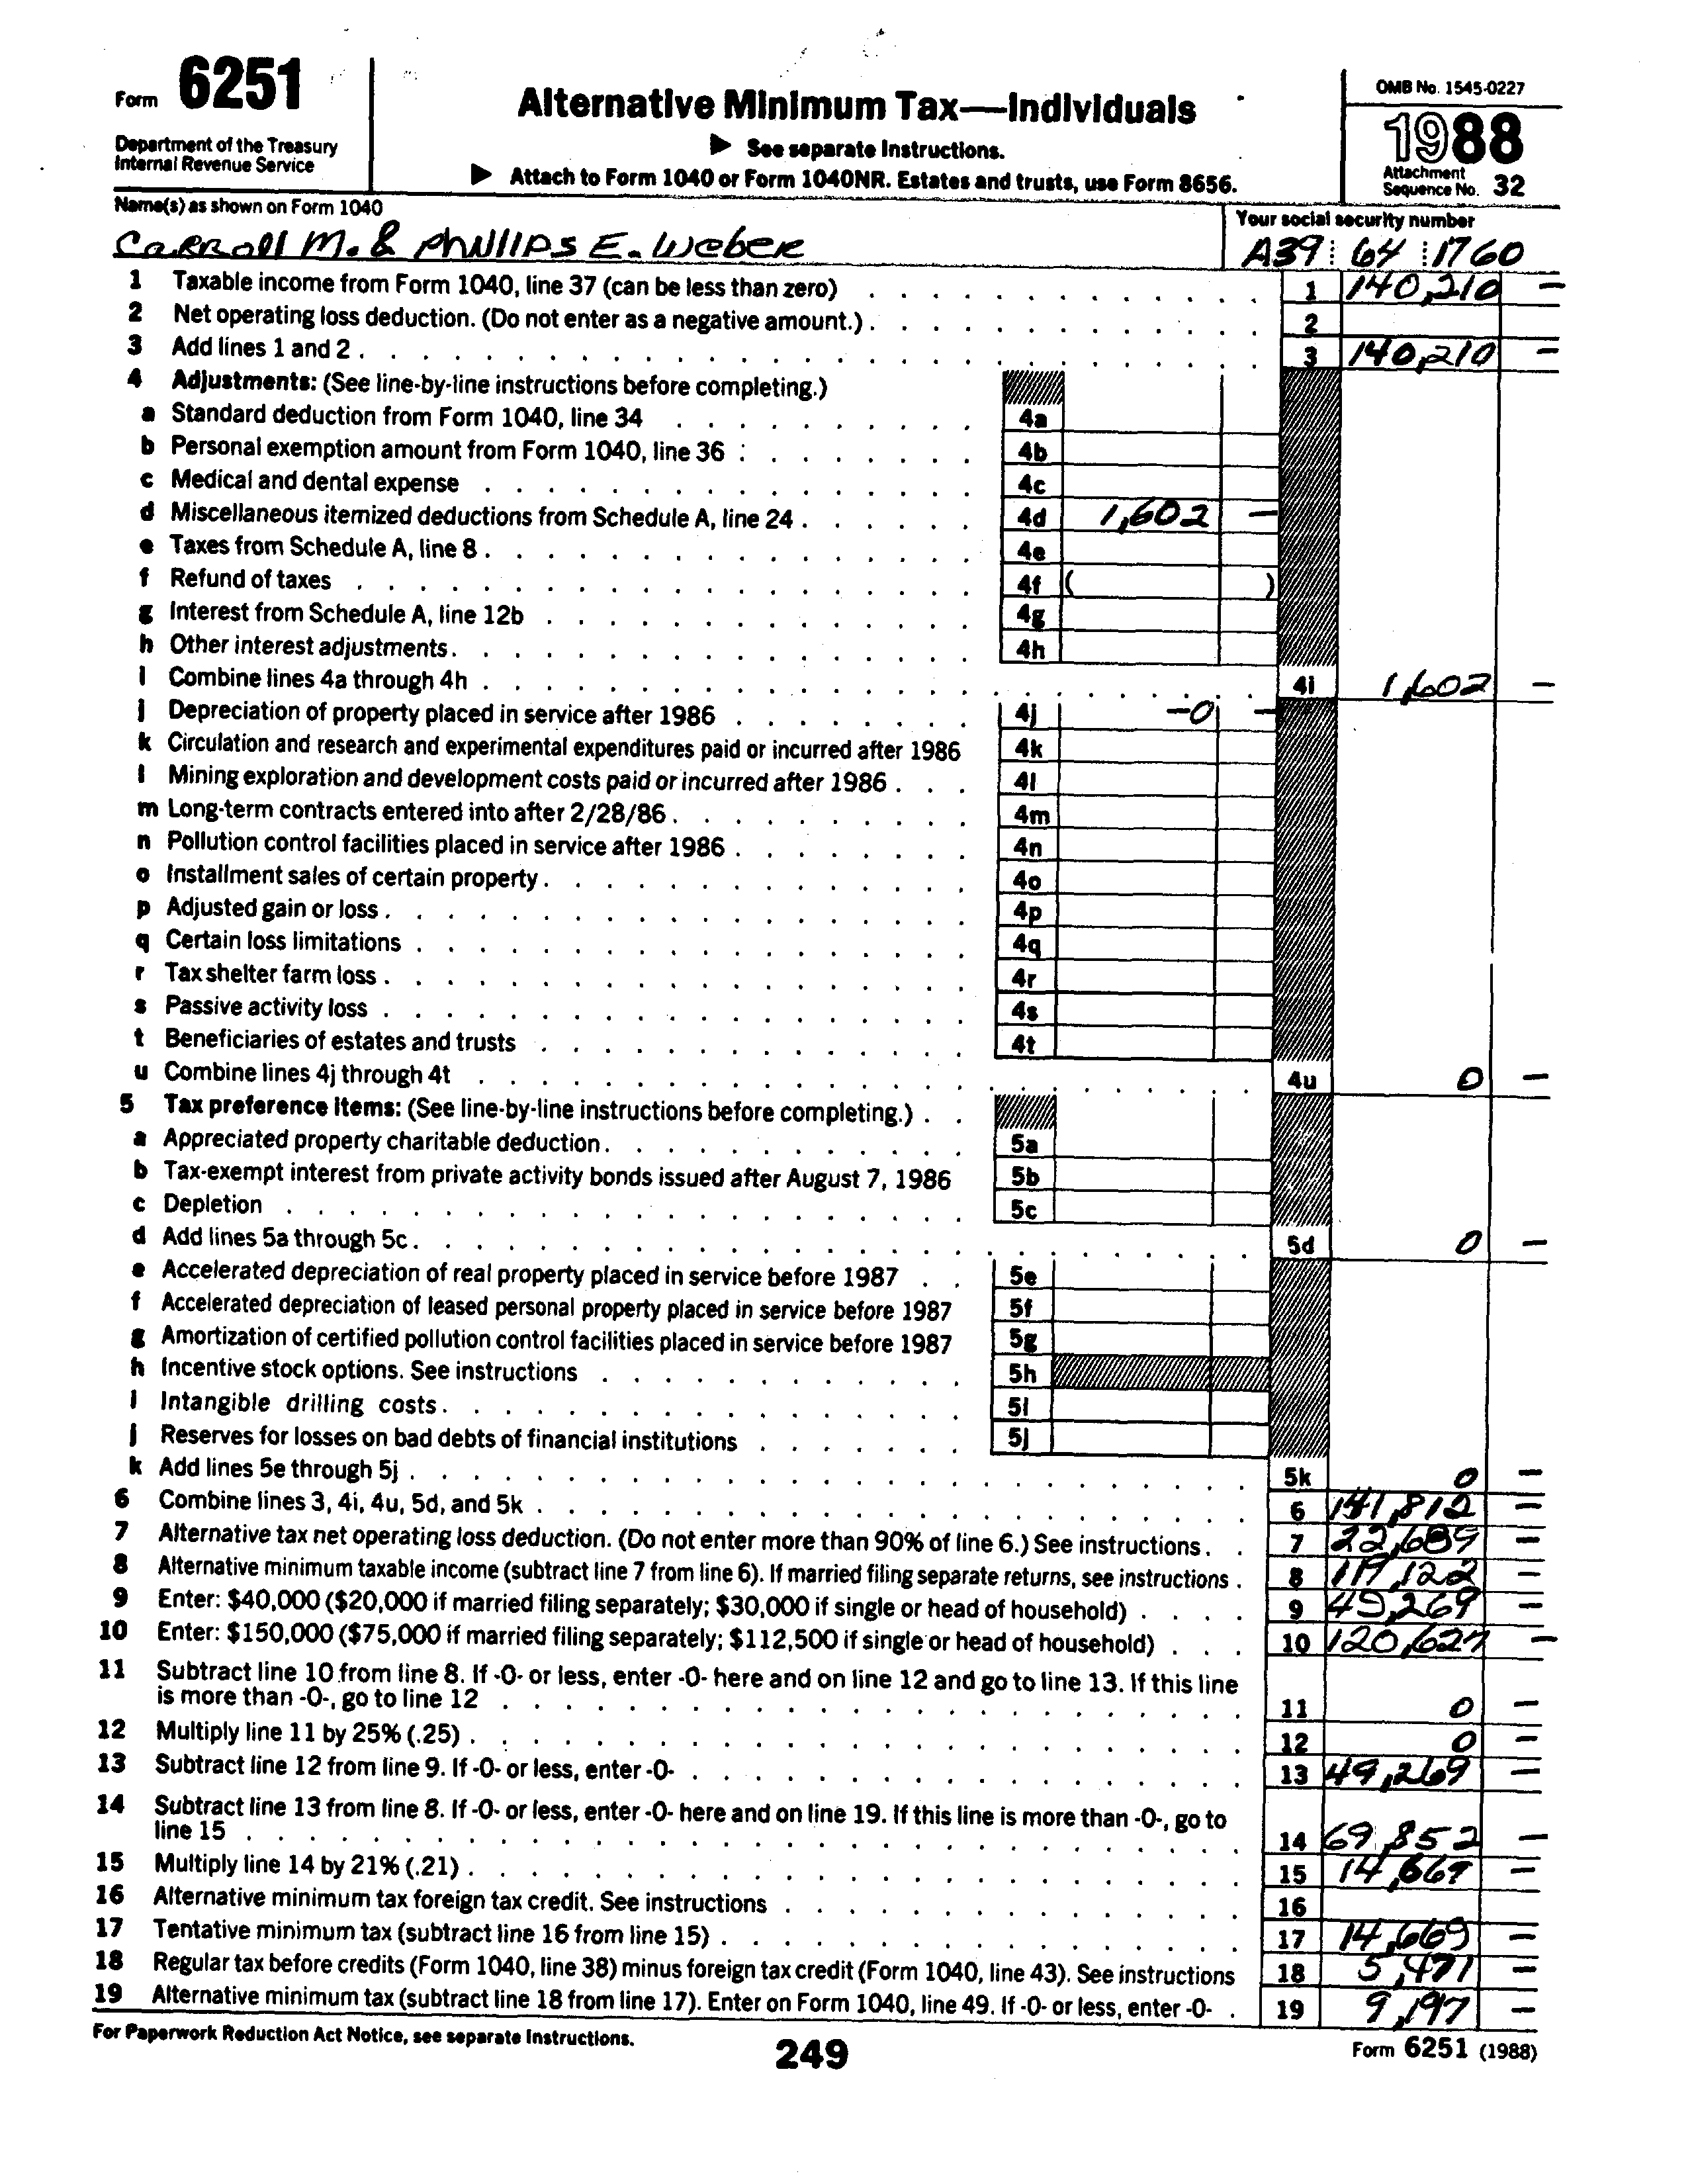 Form 6251
Department of the Treasury
Internal Revenue Service
Alternative Minimum Tax—Individuals
▶ See separate Instructions.
▶ Attach to Form 1040 or Form 1040NR. Estates and trusts, use Form 8656.
OMB No. 1545-0227
1988
Attachment
Sequence No. 32
Name(s) as shown on Form 1040
Carroll M. & Phillips E. Weber
Your social security number
A39 64 1760
1 Taxable income from Form 1040, line 37 (can be less than zero) 1 140,210 —
2 Net operating loss deduction. (Do not enter as a negative amount.) 2
3 Add lines 1 and 2 3 140,210 —
4 Adjustments: (See line-by-line instructions before completing.)
a Standard deduction from Form 1040, line 34 4a
b Personal exemption amount from Form 1040, line 36 4b
c Medical and dental expense 4c
d Miscellaneous itemized deductions from Schedule A, line 24 4d 1,602 —
e Taxes from Schedule A, line 8 4e
f Refund of taxes 4f ( )
g Interest from Schedule A, line 12b 4g
h Other interest adjustments 4h
i Combine lines 4a through 4h 4i 1,602 —
j Depreciation of property placed in service after 1986 4j —0 —
k Circulation and research and experimental expenditures paid or incurred after 1986 4k
l Mining exploration and development costs paid or incurred after 1986 4l
m Long-term contracts entered into after 2/28/86 4m
n Pollution control facilities placed in service after 1986 4n
o Installment sales of certain property 4o
p Adjusted gain or loss 4p
q Certain loss limitations 4q
r Tax shelter farm loss 4r
s Passive activity loss 4s
t Beneficiaries of estates and trusts 4t
u Combine lines 4j through 4t 4u 0 —
5 Tax preference items: (See line-by-line instructions before completing.)
a Appreciated property charitable deduction 5a
b Tax-exempt interest from private activity bonds issued after August 7, 1986 5b
c Depletion 5c
d Add lines 5a through 5c 5d 0 —
e Accelerated depreciation of real property placed in service before 1987 5e
f Accelerated depreciation of leased personal property placed in service before 1987 5f
g Amortization of certified pollution control facilities placed in service before 1987 5g
h Incentive stock options. See instructions 5h
i Intangible drilling costs 5i
j Reserves for losses on bad debts of financial institutions 5j
k Add lines 5e through 5j 5k 0 —
6 Combine lines 3, 4i, 4u, 5d, and 5k 6 141,812 —
7 Alternative tax net operating loss deduction. (Do not enter more than 90% of line 6.) See instructions 7 22,689 —
8 Alternative minimum taxable income (subtract line 7 from line 6). If married filing separate returns, see instructions 8 119,122 —
9 Enter: $40,000 ($20,000 if married filing separately; $30,000 if single or head of household) 9 49,269 —
10 Enter: $150,000 ($75,000 if married filing separately; $112,500 if single or head of household) 10 120,627 —
11 Subtract line 10 from line 8. If -0- or less, enter -0- here and on line 12 and go to line 13. If this line
is more than -0-, go to line 12 11 0 —
12 Multiply line 11 by 25% (.25) 12 0 —
13 Subtract line 12 from line 9. If -0- or less, enter -0- 13 49,269 —
14 Subtract line 13 from line 8. If -0- or less, enter -0- here and on line 19. If this line is more than -0-, go to
line 15 14 69,852 —
15 Multiply line 14 by 21% (.21) 15 14,669 —
16 Alternative minimum tax foreign tax credit. See instructions 16
17 Tentative minimum tax (subtract line 16 from line 15) 17 14,669 —
18 Regular tax before credits (Form 1040, line 38) minus foreign tax credit (Form 1040, line 43). See instructions 18 5,471 —
19 Alternative minimum tax (subtract line 18 from line 17). Enter on Form 1040, line 49. If -0- or less, enter -0- 19 9,197 —
For Paperwork Reduction Act Notice, see separate Instructions.
249
Form 6251 (1988)